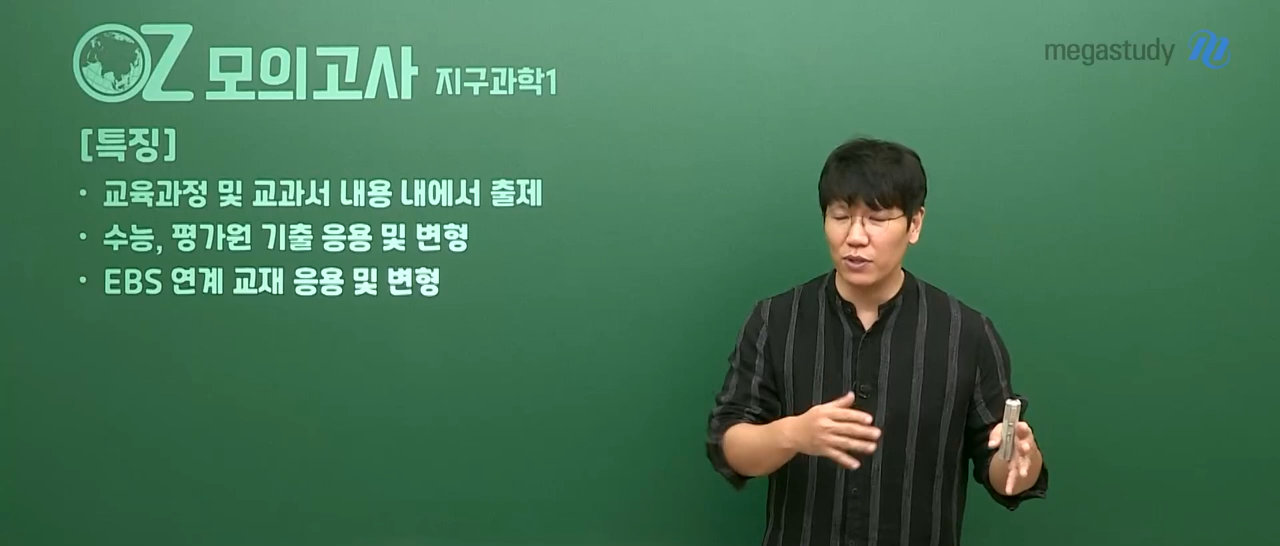 OZ 모의고사 지구과학1
megastudy
[특징]
• 교육과정 및 교과서 내용 내에서 출제
• 수능, 평가원 기출 응용 및 변형
• EBS 연계 교재 응용 및 변형